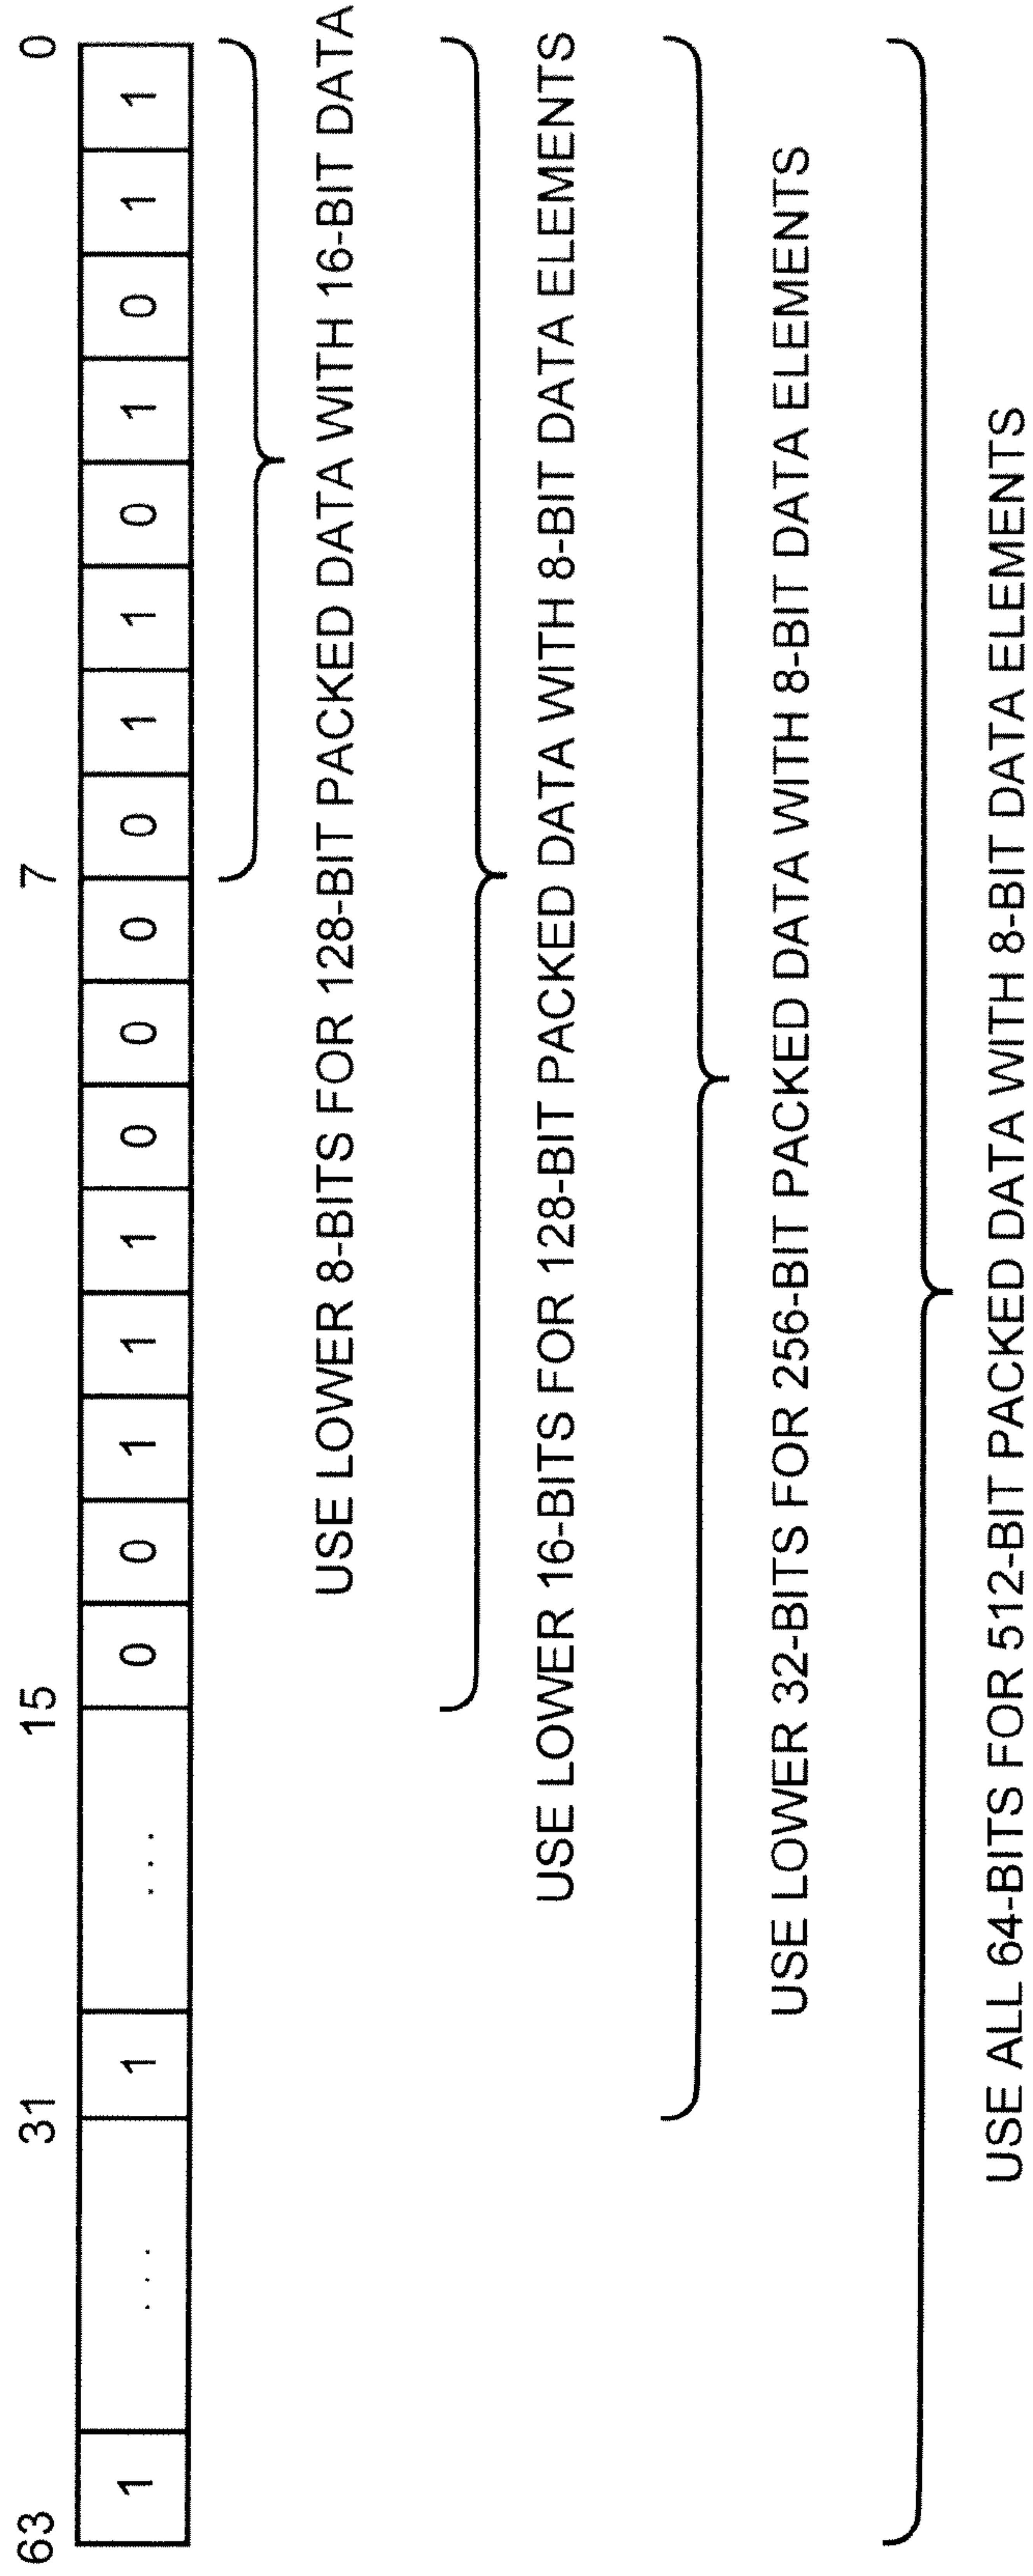 63 31 15 7 0
1 ... 1 ... 0 0 1 1 1 0 0 0 0 1 1 0 1 0 1 1
USE LOWER 8-BITS FOR 128-BIT PACKED DATA WITH 16-BIT DATA
USE LOWER 16-BITS FOR 128-BIT PACKED DATA WITH 8-BIT DATA ELEMENTS
USE LOWER 32-BITS FOR 256-BIT PACKED DATA WITH 8-BIT DATA ELEMENTS
USE ALL 64-BITS FOR 512-BIT PACKED DATA WITH 8-BIT DATA ELEMENTS